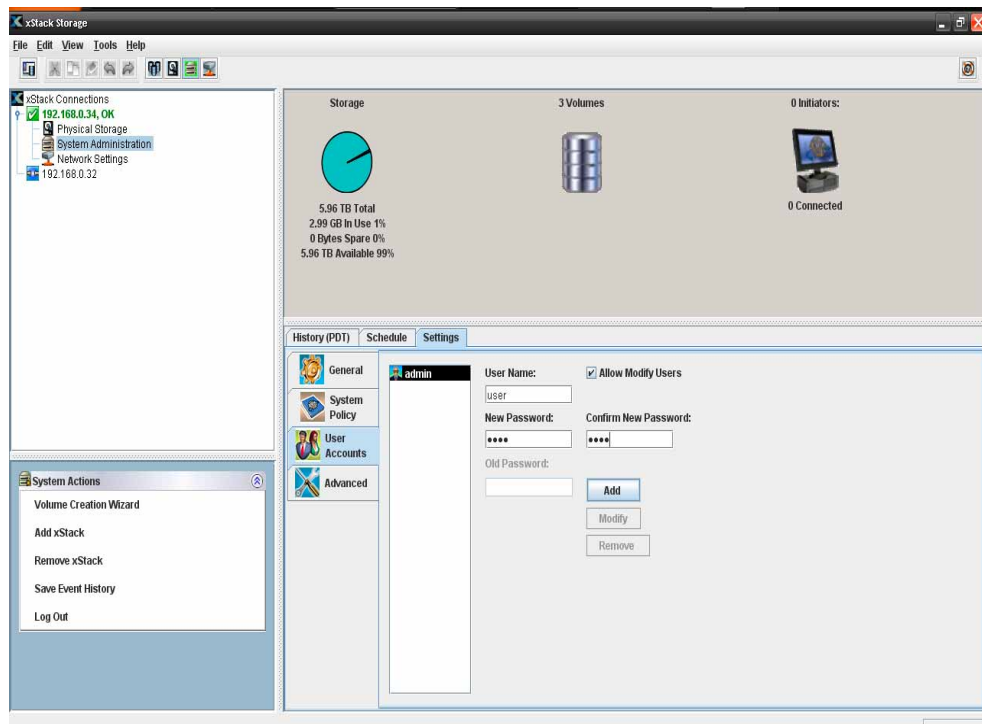 xStack Storage
File Edit View Tools Help
xStack Connections
192.168.0.34, OK
Physical Storage
System Administration
Network Settings
192.168.0.32
Storage
5.96 TB Total
2.99 GB In Use 1%
0 Bytes Spare 0%
5.96 TB Available 99%
3 Volumes
0 Initiators:
0 Connected
System Actions
Volume Creation Wizard
Add xStack
Remove xStack
Save Event History
Log Out
History (PDT) Schedule Settings
General
System
Policy
User
Accounts
Advanced
admin
User Name:
Allow Modify Users
user
New Password: Confirm New Password:
•••• ••••
Old Password:
Add
Modify
Remove